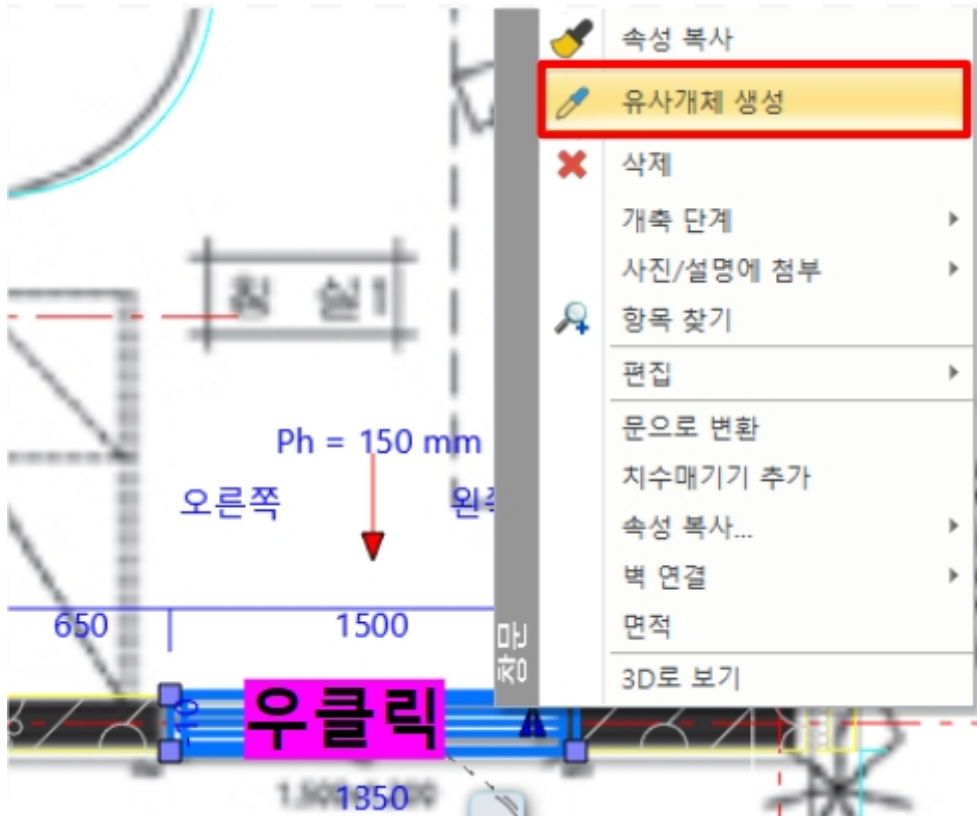 속성 복사
유사개체 생성
삭제
개축 단계
사진/설명에 첨부
항목 찾기
편집
문으로 변환
치수매기기 추가
속성 복사...
벽 연결
면적
3D로 보기
창문
Ph = 150 mm
오른쪽
650
1500
우클릭
1350